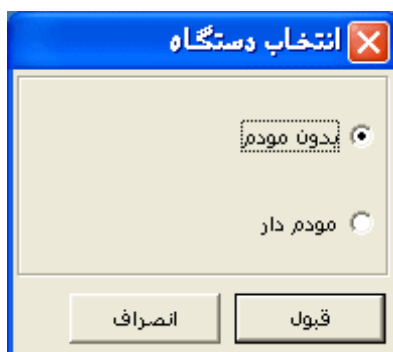 انتخاب دستگاه
بدون مودم
مودم دار
قبول
انصراف